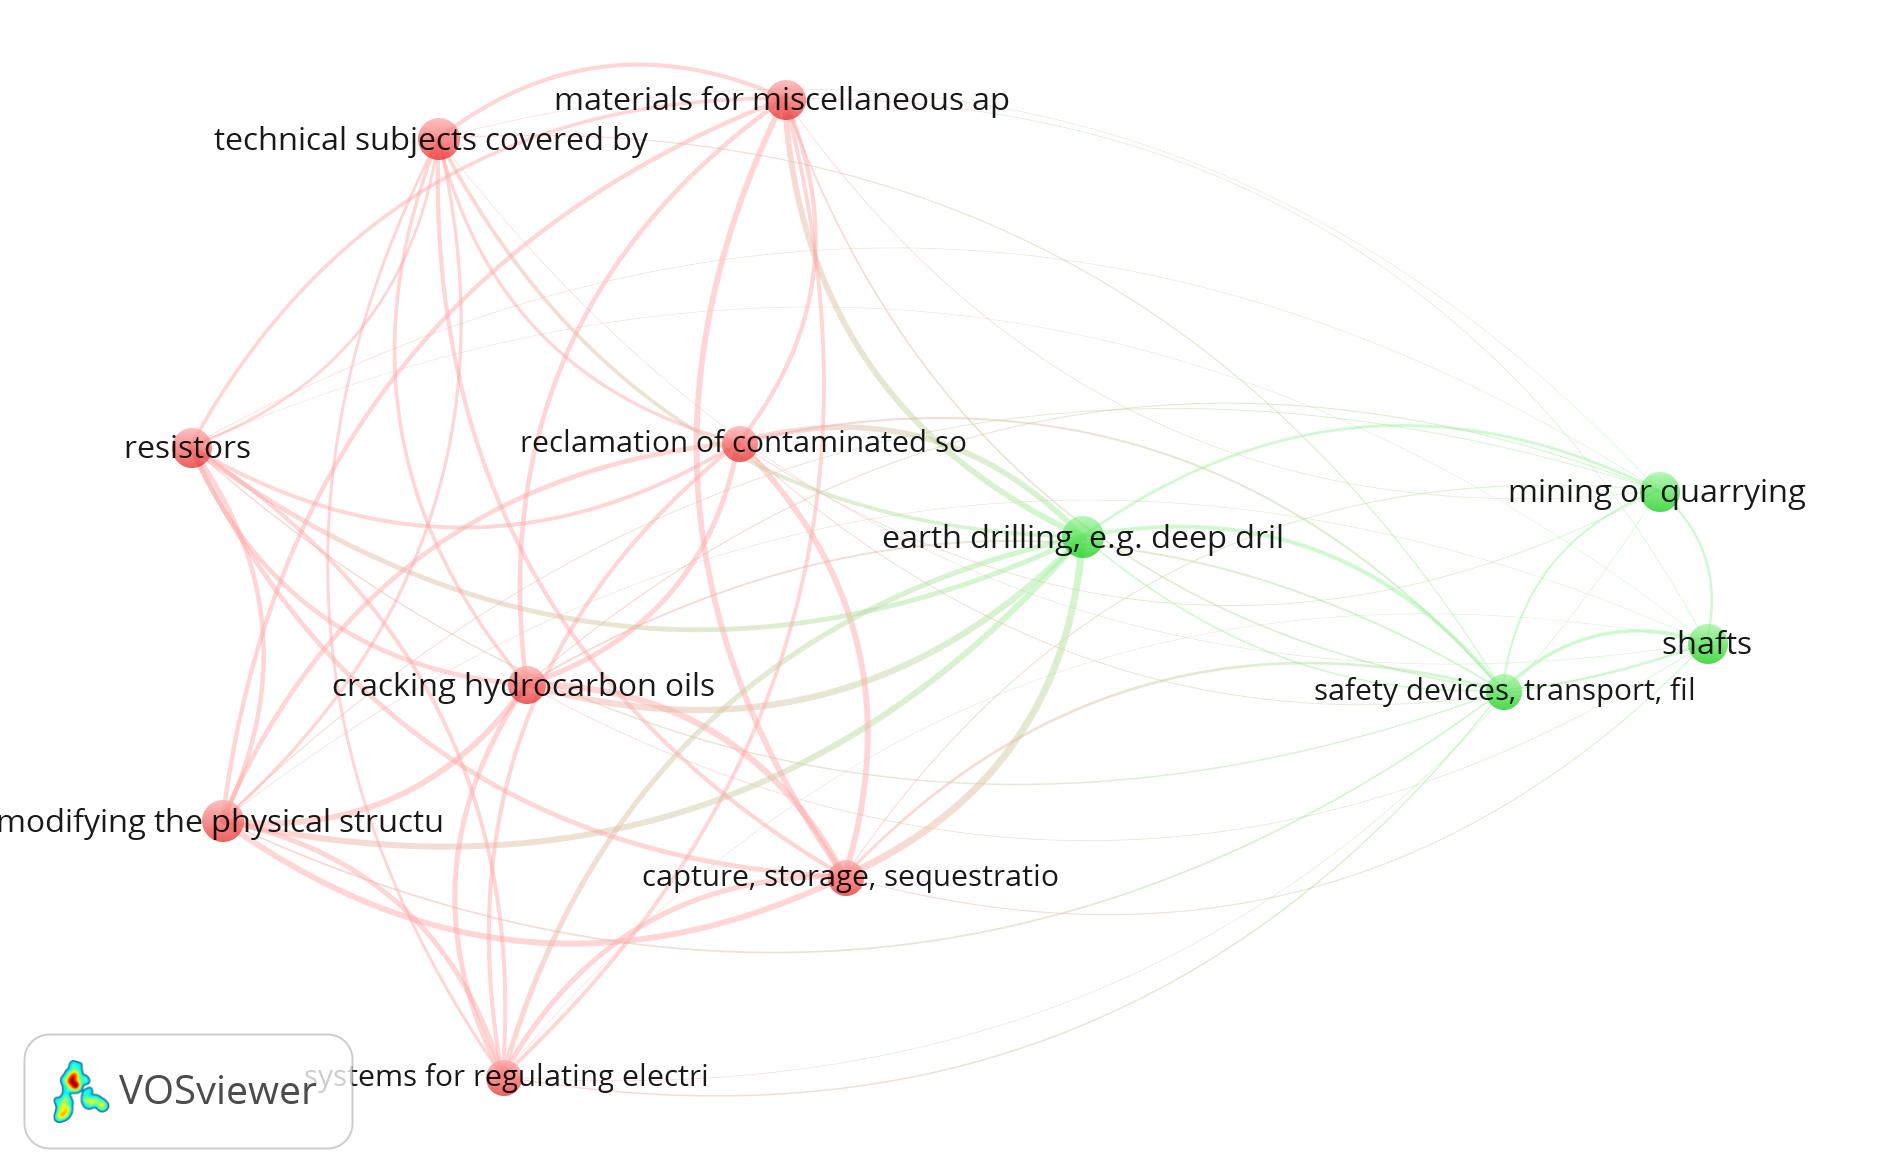 materials for miscellaneous ap
technical subjects covered by
resistors
reclamation of contaminated so
mining or quarrying
earth drilling, e.g. deep dril
shafts
cracking hydrocarbon oils
safety devices, transport, fil
modifying the physical structu
capture, storage, sequestratio
systems for regulating electri
VOSviewer